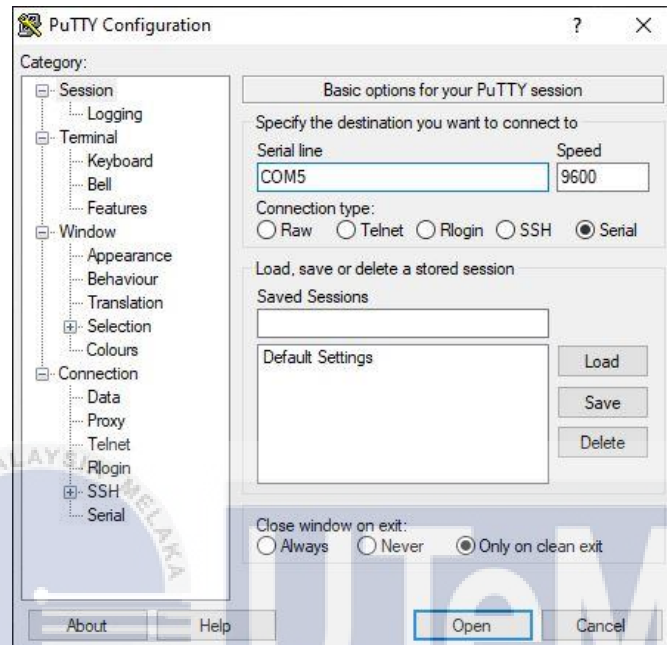 PuTTY Configuration
? X
Category:
Session
Logging
Terminal
Keyboard
Bell
Features
Window
Appearance
Behaviour
Translation
Selection
Colours
Connection
Data
Proxy
Telnet
Rlogin
SSH
Serial
Basic options for your PuTTY session
Specify the destination you want to connect to
Serial line Speed
COM5 9600
Connection type:
Raw Telnet Rlogin SSH Serial
Load, save or delete a stored session
Saved Sessions
Default Settings
Load
Save
Delete
Close window on exit:
Always Never Only on clean exit
About Help Open Cancel
MELAKA
UTeM